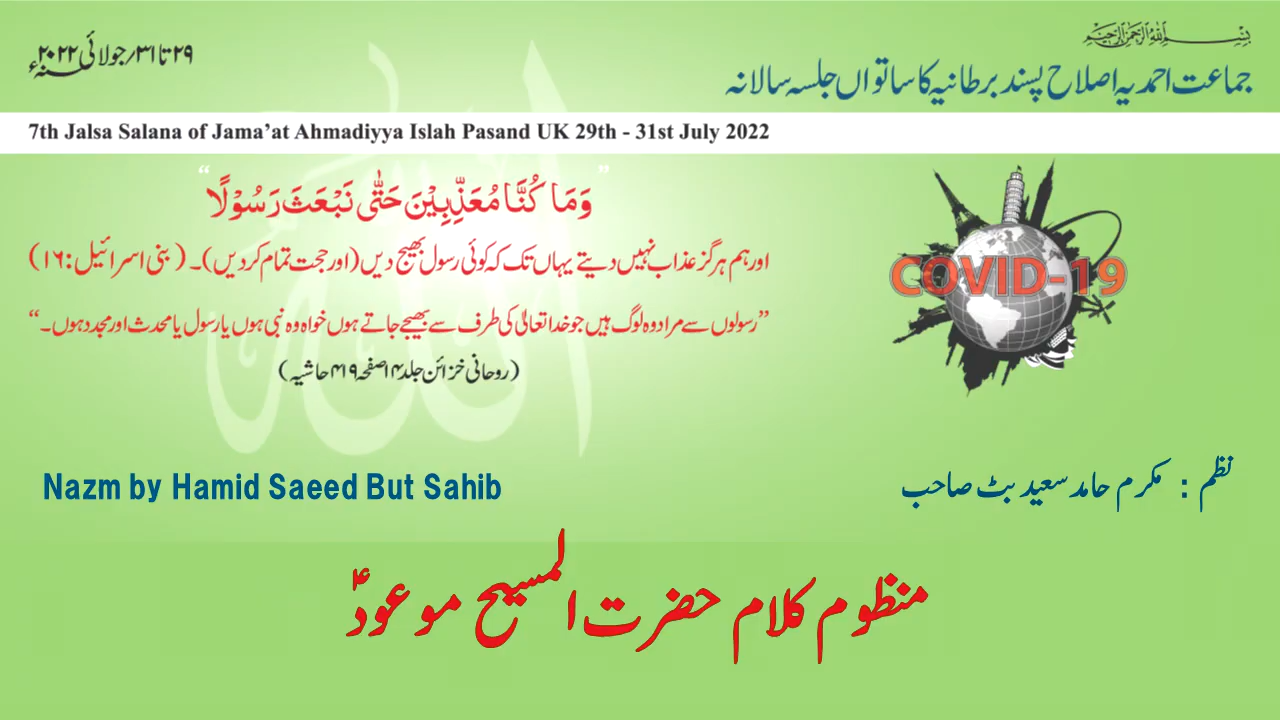 بسم اللہ الرحمن الرحیم
جماعت احمدیہ اصلاح پسند برطانیہ کا ساتواں جلسہ سالانہ
۲۹ تا ۳۱؍جولائی ۲۰۲۲ء
7th Jalsa Salana of Jama’at Ahmadiyya Islah Pasand UK 29th - 31st July 2022
”وَمَا كُنَّا مُعَذِّبِيْنَ حَتّٰى نَبْعَثَ رَسُوْلًا“
اور ہم ہرگز عذاب نہیں دیتے یہاں تک کہ کوئی رسول بھیج دیں (اور حجت تمام کردیں)۔ (بنی اسرائیل:۱۶)
”رسولوں سے مراد وہ لوگ ہیں جو خدا تعالیٰ کی طرف سے بھیجے جاتے ہوں خواہ وہ نبی ہوں یا رسول یا محدث اور مجدد ہوں۔“
(روحانی خزائن جلد ۱۴ صفحہ ۴۱۹ حاشیہ)
الله
COVID-19
نظم : مکرم حامد سعید بٹ صاحب
Nazm by Hamid Saeed But Sahib
منظوم کلام حضرت المسیح موعودؑ